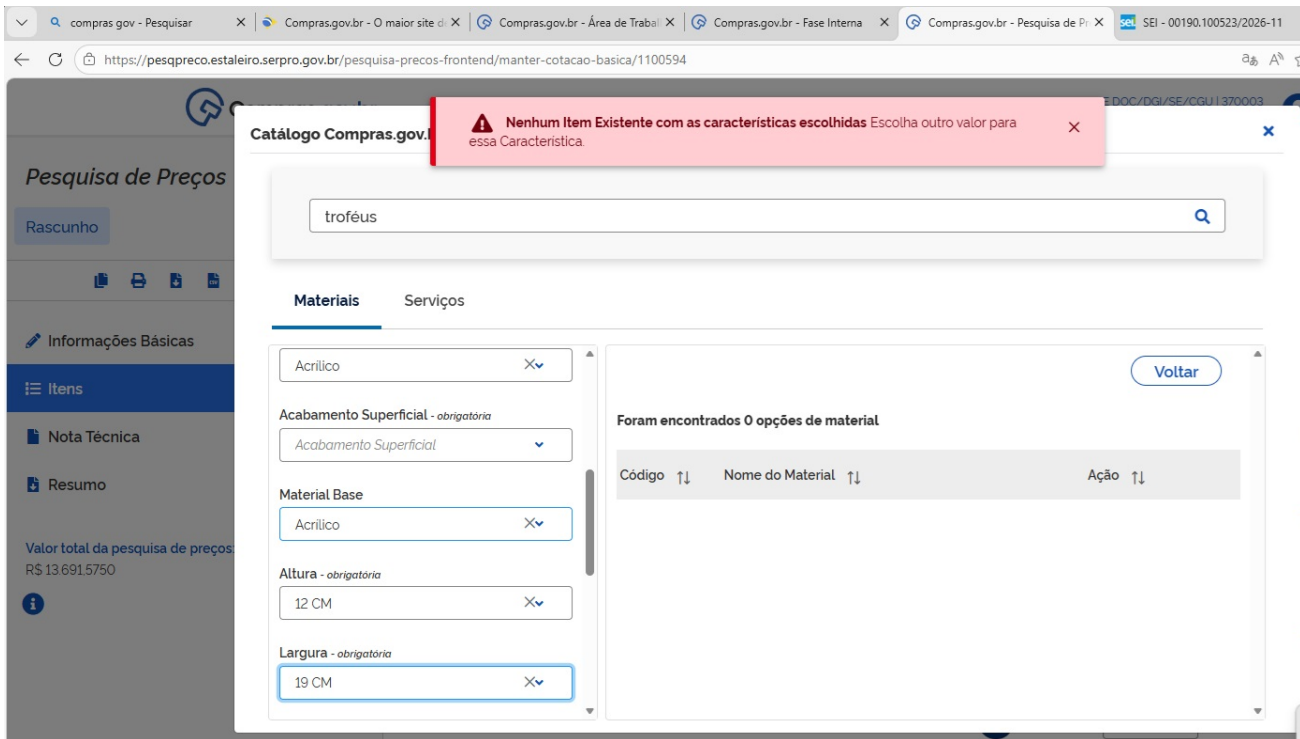 compras gov - Pesquisar
Compras.gov.br - O maior site d
Compras.gov.br - Área de Trabal
Compras.gov.br - Fase Interna
Compras.gov.br - Pesquisa de Pr
sei SEI - 00190.100523/2026-11
https://pesqpreco.estaleiro.serpro.gov.br/pesquisa-precos-frontend/manter-cotacao-basica/1100594
DOC/DGI/SE/CGU | 370003
Nenhum Item Existente com as características escolhidas Escolha outro valor para
essa Característica.
Catálogo Compras.gov.
Pesquisa de Preços
Rascunho
troféus
Materiais Serviços
Informações Básicas
Itens
Nota Técnica
Resumo
Valor total da pesquisa de preços:
R$ 13.691,5750
Acrílico
Acabamento Superficial - obrigatória
Acabamento Superficial
Material Base
Acrílico
Altura - obrigatória
12 CM
Largura - obrigatória
19 CM
Voltar
Foram encontrados 0 opções de material
Código Nome do Material Ação